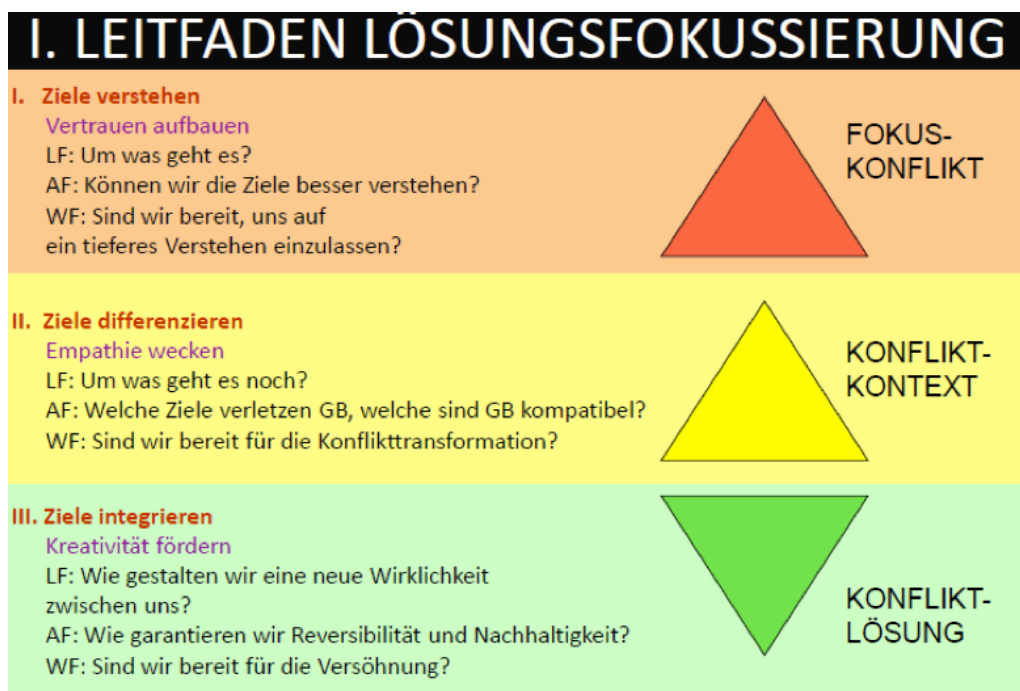 I. LEITFADEN LÖSUNGSFOKUSSIERUNG
I. Ziele verstehen
Vertrauen aufbauen
LF: Um was geht es?
AF: Können wir die Ziele besser verstehen?
WF: Sind wir bereit, uns auf
ein tieferes Verstehen einzulassen?
FOKUS-
KONFLIKT
II. Ziele differenzieren
Empathie wecken
LF: Um was geht es noch?
AF: Welche Ziele verletzen GB, welche sind GB kompatibel?
WF: Sind wir bereit für die Konflikttransformation?
KONFLIKT-
KONTEXT
III. Ziele integrieren
Kreativität fördern
LF: Wie gestalten wir eine neue Wirklichkeit
zwischen uns?
AF: Wie garantieren wir Reversibilität und Nachhaltigkeit?
WF: Sind wir bereit für die Versöhnung?
KONFLIKT-
LÖSUNG